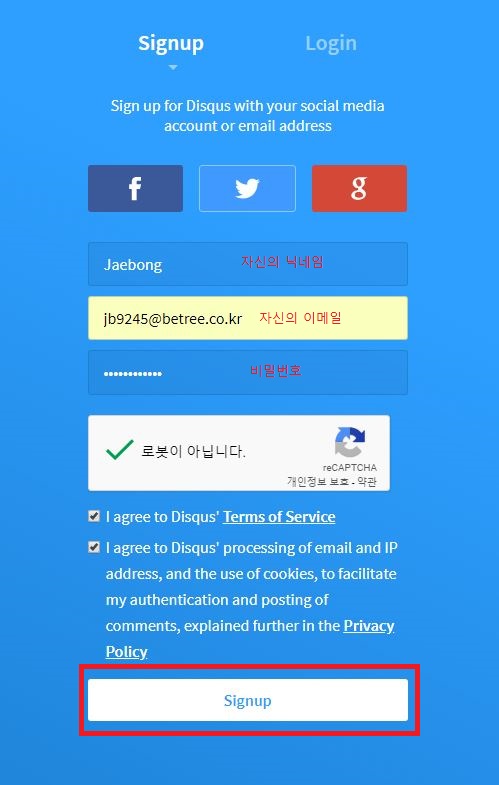 Signup Login
Sign up for Disqus with your social media
account or email address
Jaebong 자신의 닉네임
jb9245@betree.co.kr 자신의 이메일
비밀번호
로봇이 아닙니다.
reCAPTCHA
개인정보 보호 - 약관
I agree to Disqus' Terms of Service
I agree to Disqus' processing of email and IP
address, and the use of cookies, to facilitate
my authentication and posting of
comments, explained further in the Privacy
Policy
Signup